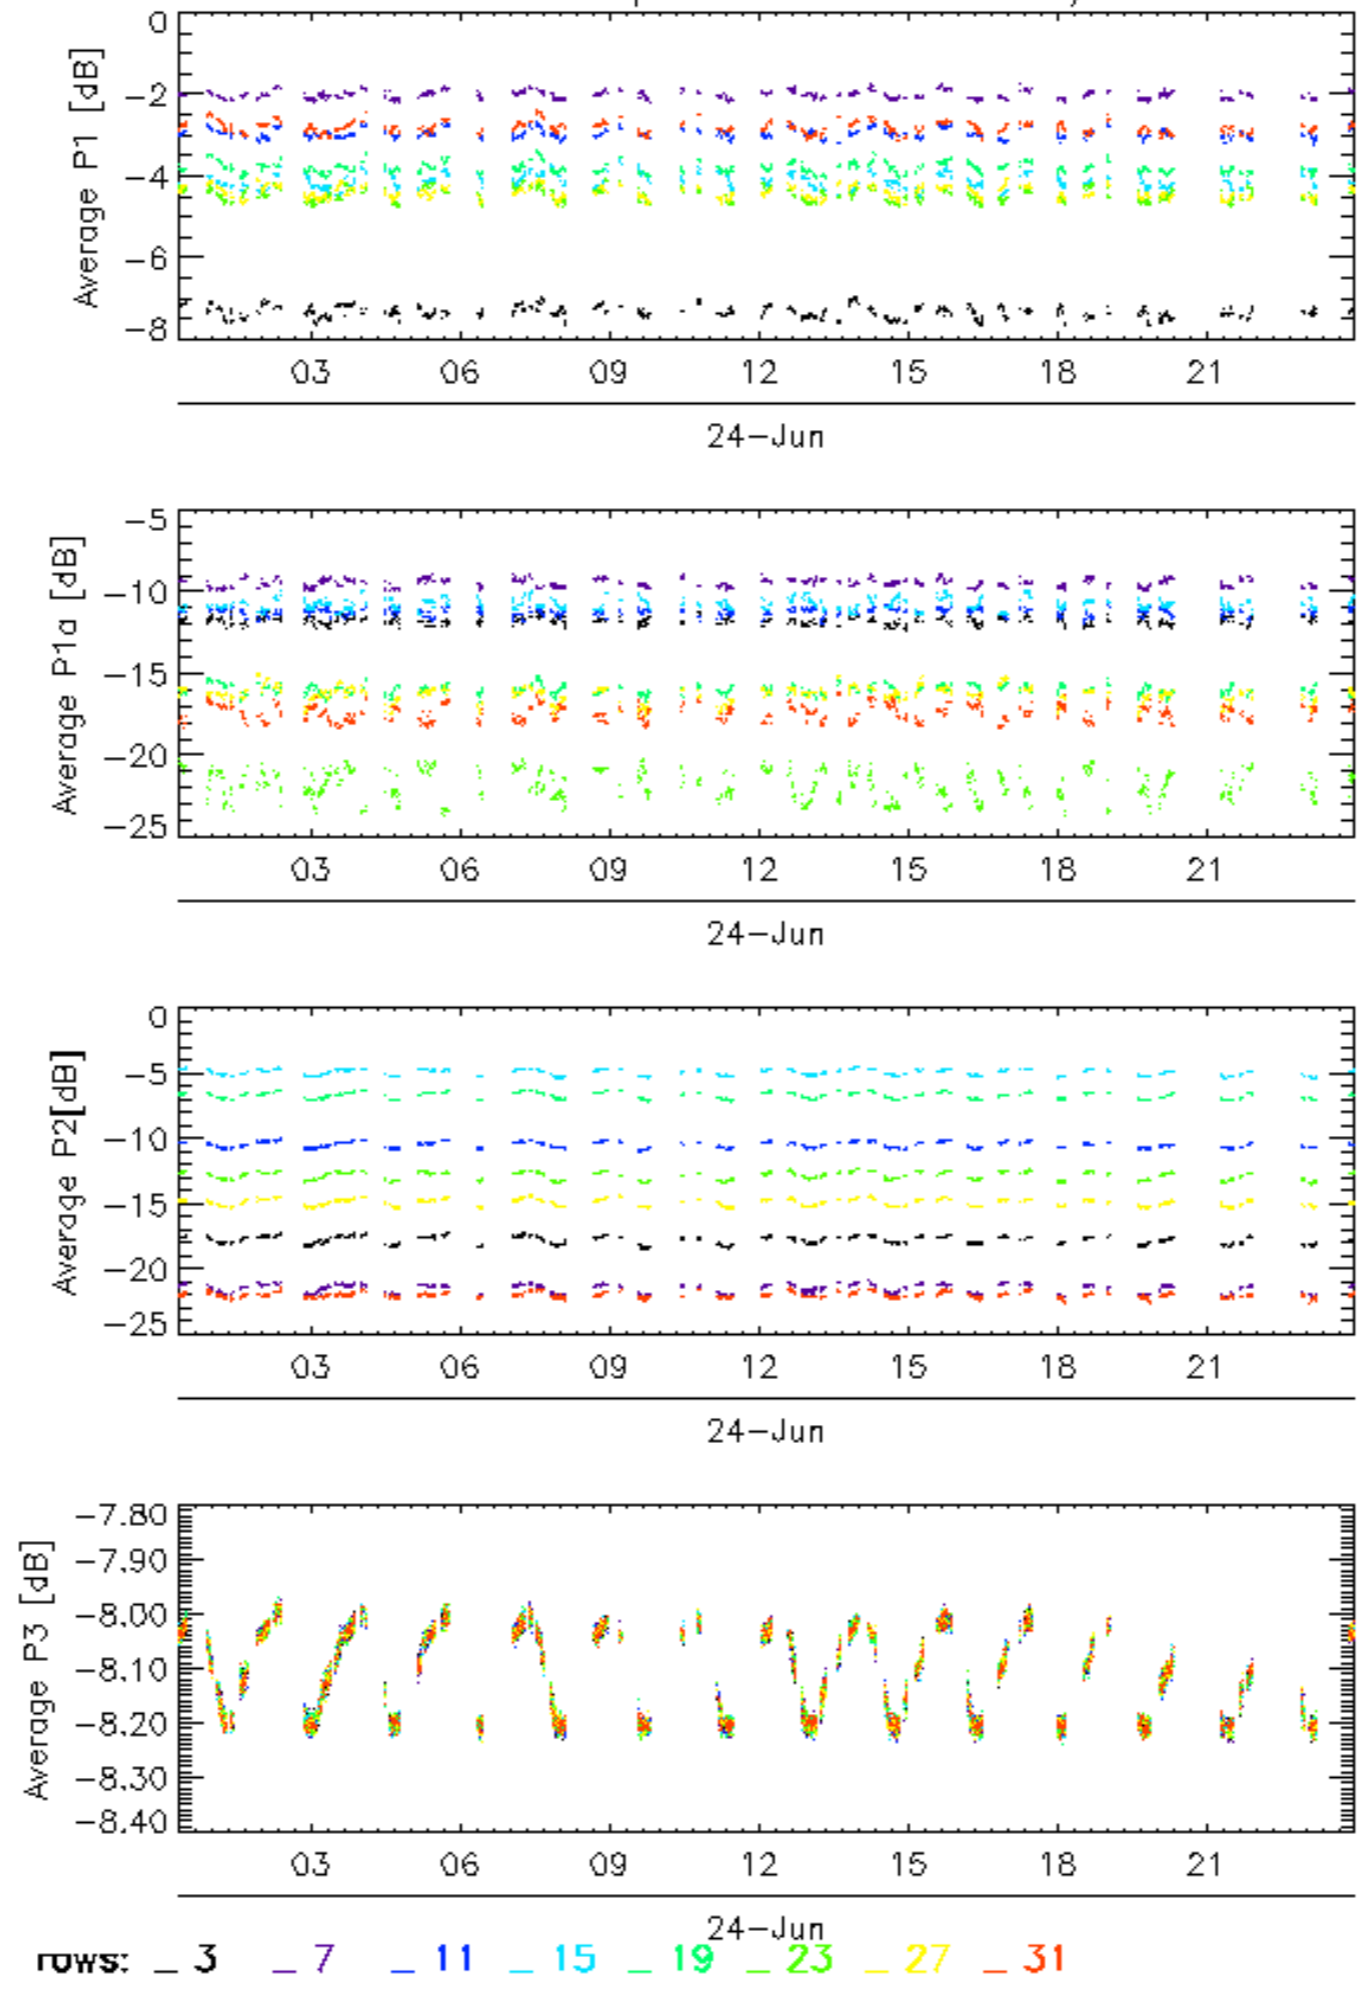 0
−2
−4
−6
−8
Average P1 [dB]
03 06 09 12 15 18 21
24−Jun
−5
−10
−15
−20
−25
Average P1a [dB]
03 06 09 12 15 18 21
24−Jun
0
−5
−10
−15
−20
−25
Average P2[dB]
03 06 09 12 15 18 21
24−Jun
−7.80
−7.90
−8.00
−8.10
−8.20
−8.30
−8.40
Average P3 [dB]
03 06 09 12 15 18 21
24−Jun
rows: _ 3 _ 7 _ 11 _ 15 _ 19 _ 23 _ 27 _ 31